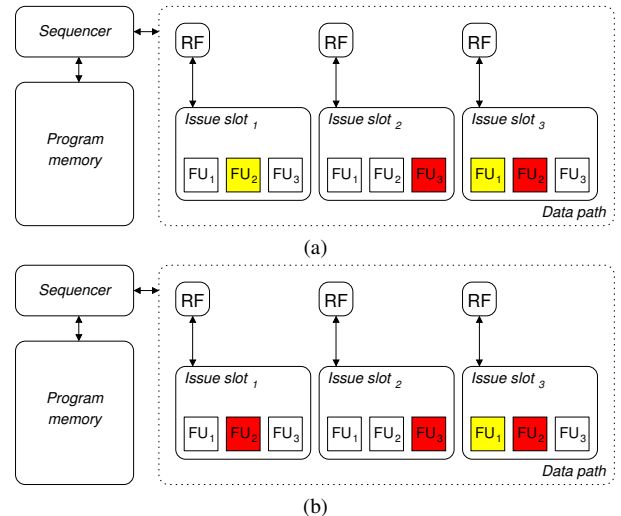 Sequencer
RF RF RF
Program memory
Issue slot 1 Issue slot 2 Issue slot 3
FU1 FU2 FU3 FU1 FU2 FU3 FU1 FU2 FU3
Data path
(a)
Sequencer
RF RF RF
Program memory
Issue slot 1 Issue slot 2 Issue slot 3
FU1 FU2 FU3 FU1 FU2 FU3 FU1 FU2 FU3
Data path
(b)